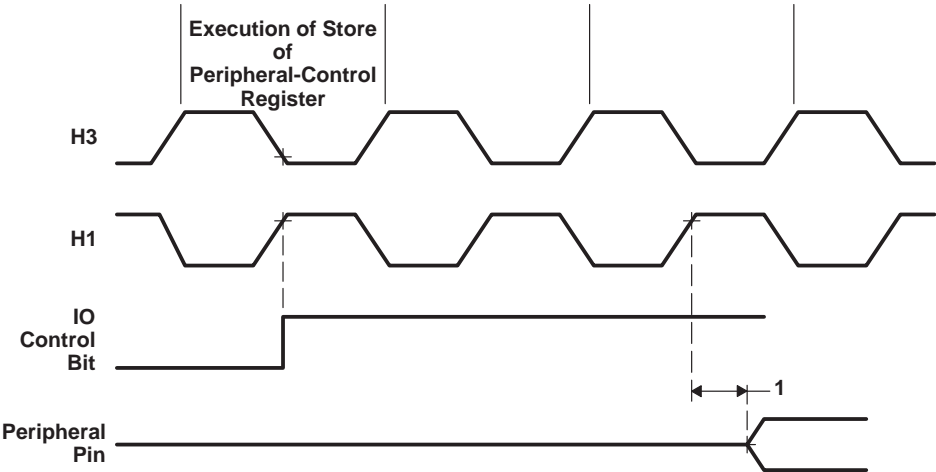 Execution of Store
of
Peripheral-Control
Register
H3
H1
IO
Control
Bit
1
Peripheral
Pin